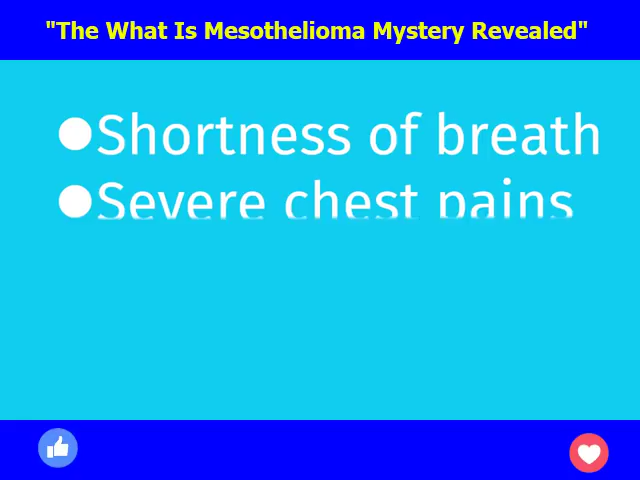 "The What Is Mesothelioma Mystery Revealed"
●Shortness of breath
●Severe chest pains